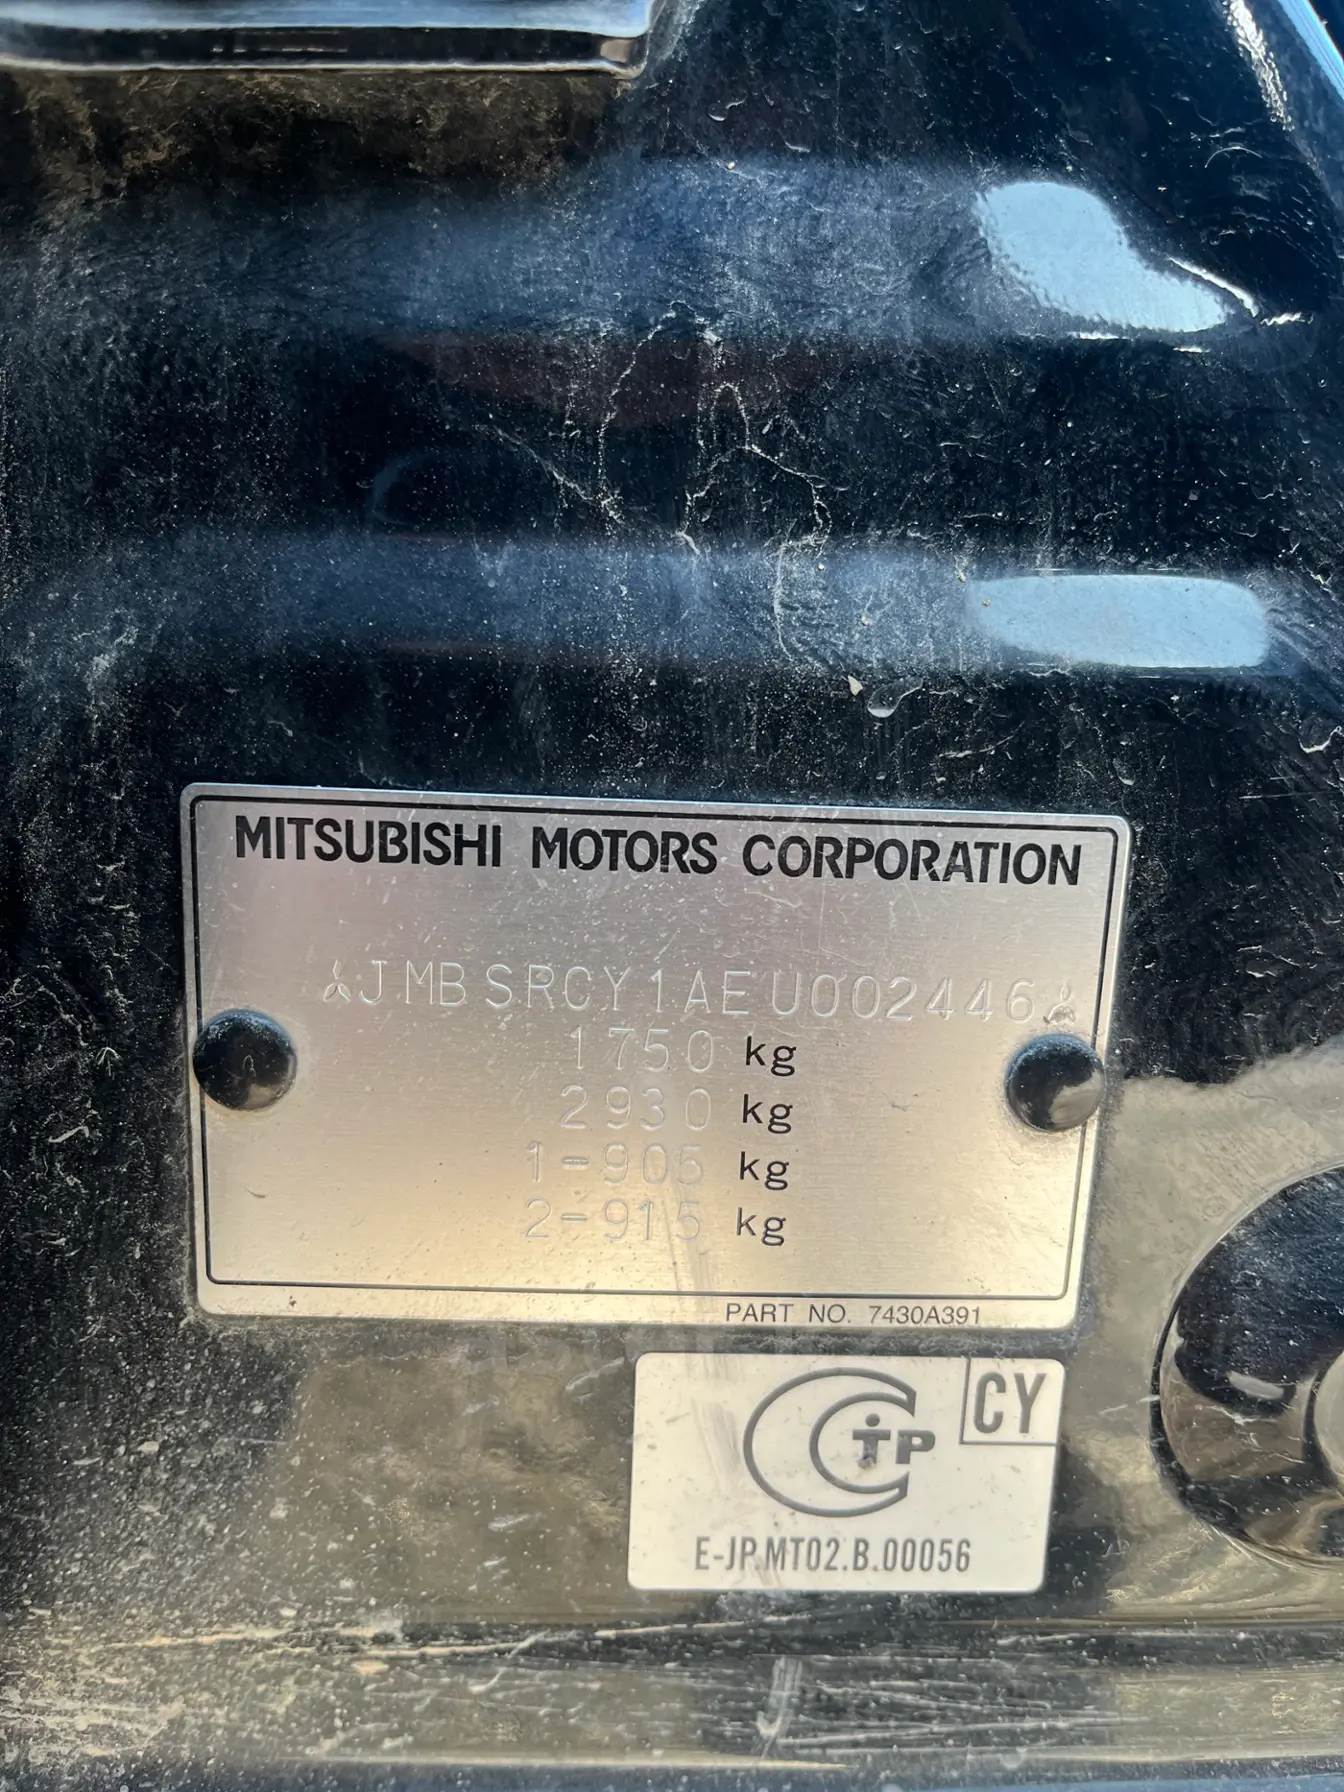 MITSUBISHI MOTORS CORPORATION
JMBSRCY1AEU002446
1750 kg
2930 kg
1-905 kg
2-915 kg
PART NO. 7430A391
CY
CTP
E-JP.MT02.B.00056